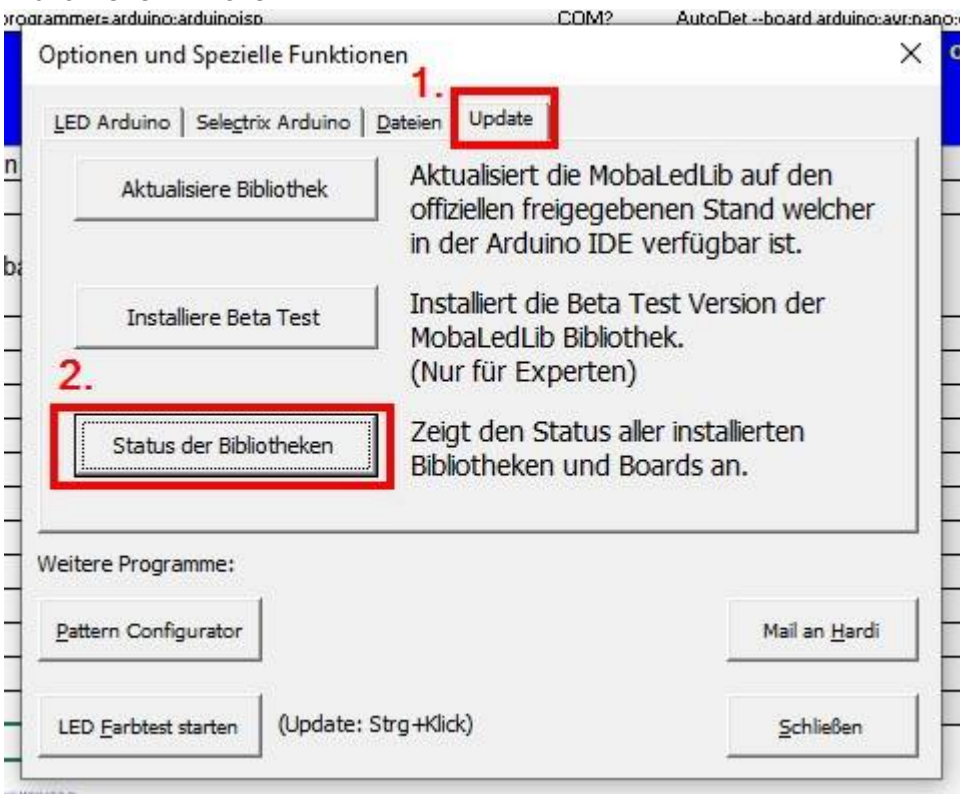 programmer= arduino:arduinoisp COM? AutoDet --board arduino:avr:nano:
Optionen und Spezielle Funktionen
1.
LED Arduino Selectrix Arduino Dateien Update
Aktualisiere Bibliothek
Aktualisiert die MobaLedLib auf den
offiziellen freigegebenen Stand welcher
in der Arduino IDE verfügbar ist.
Installiere Beta Test
Installiert die Beta Test Version der
MobaLedLib Bibliothek.
(Nur für Experten)
2.
Status der Bibliotheken
Zeigt den Status aller installierten
Bibliotheken und Boards an.
Weitere Programme:
Pattern Configurator
Mail an Hardi
LED Farbtest starten
(Update: Strg+Klick)
Schließen